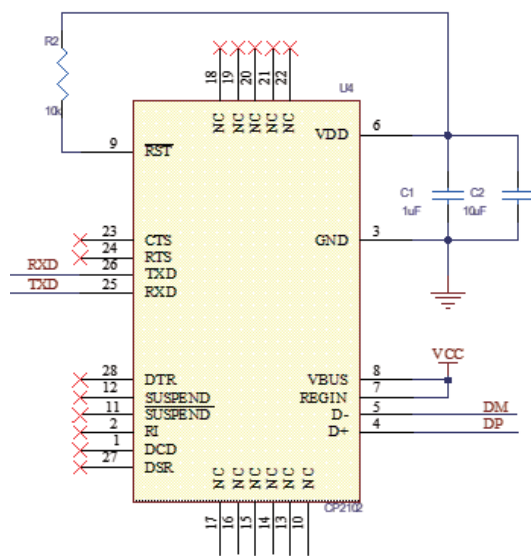 R2
10k
18 19 20 21 22
NC NC NC NC NC
U4
9 RST
VDD 6
C1 1uF
C2 10uF
GND 3
23 CTS
24 RTS
RXD 26 TXD
TXD 25 RXD
VCC
28 DTR
VBUS 8
12 SUSPEND
REGIN 7
11 SUSPEND
D- 5 DM
2 RI
D+ 4 DP
1 DCD
27 DSR
NC NC NC NC NC
CP2102
17 16 15 14 13 10